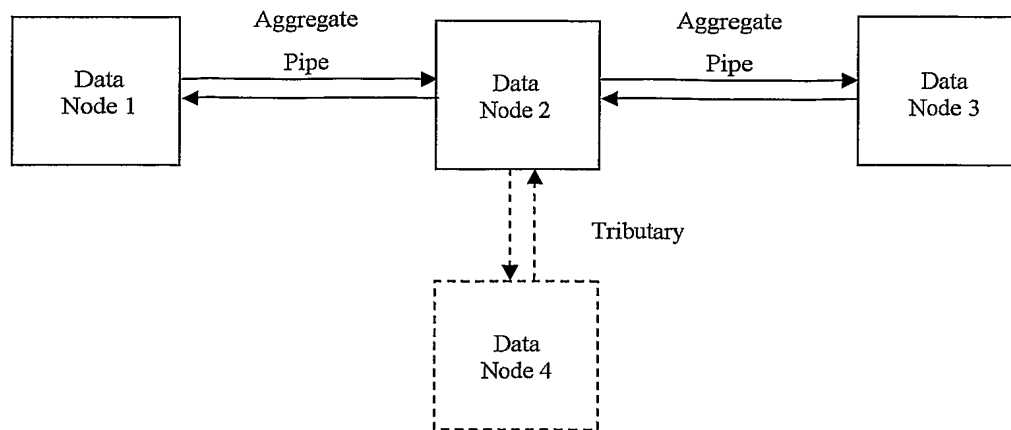 Aggregate
Pipe
Aggregate
Pipe
Data
Node 1
Data
Node 2
Data
Node 3
Tributary
Data
Node 4